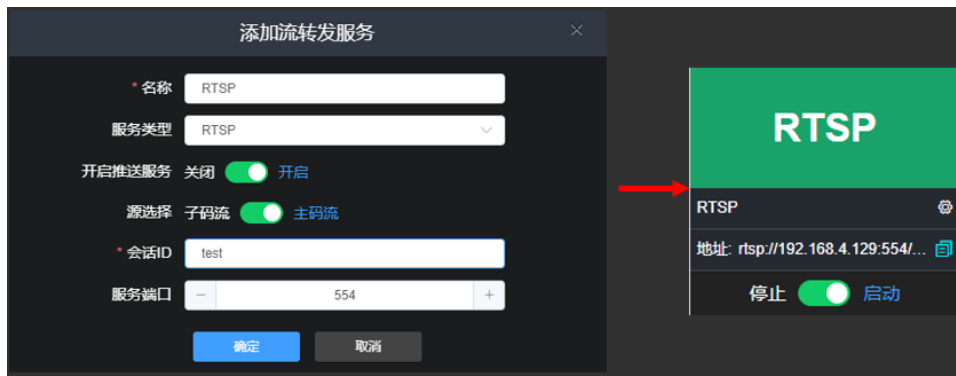 添加流转发服务
* 名称 RTSP
服务类型 RTSP
开启推送服务 关闭 开启
源选择 子码流 主码流
* 会话ID test
服务端口 − 554 +
确定 取消
RTSP
RTSP
地址: rtsp://192.168.4.129:554/...
停止 启动